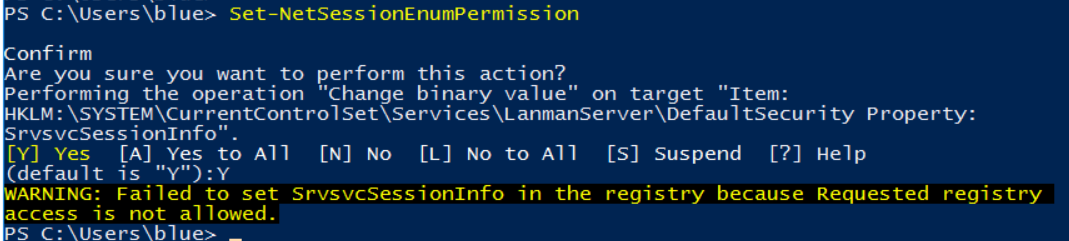 PS C:\Users\blue> Set-NetSessionEnumPermission
Confirm
Are you sure you want to perform this action?
Performing the operation "Change binary value" on target "Item:
HKLM:\SYSTEM\CurrentControlSet\Services\LanmanServer\DefaultSecurity Property:
SrvsvcSessionInfo".
[Y] Yes  [A] Yes to All  [N] No  [L] No to All  [S] Suspend  [?] Help
(default is "Y"):Y
WARNING: Failed to set SrvsvcSessionInfo in the registry because Requested registry
access is not allowed.
PS C:\Users\blue> _